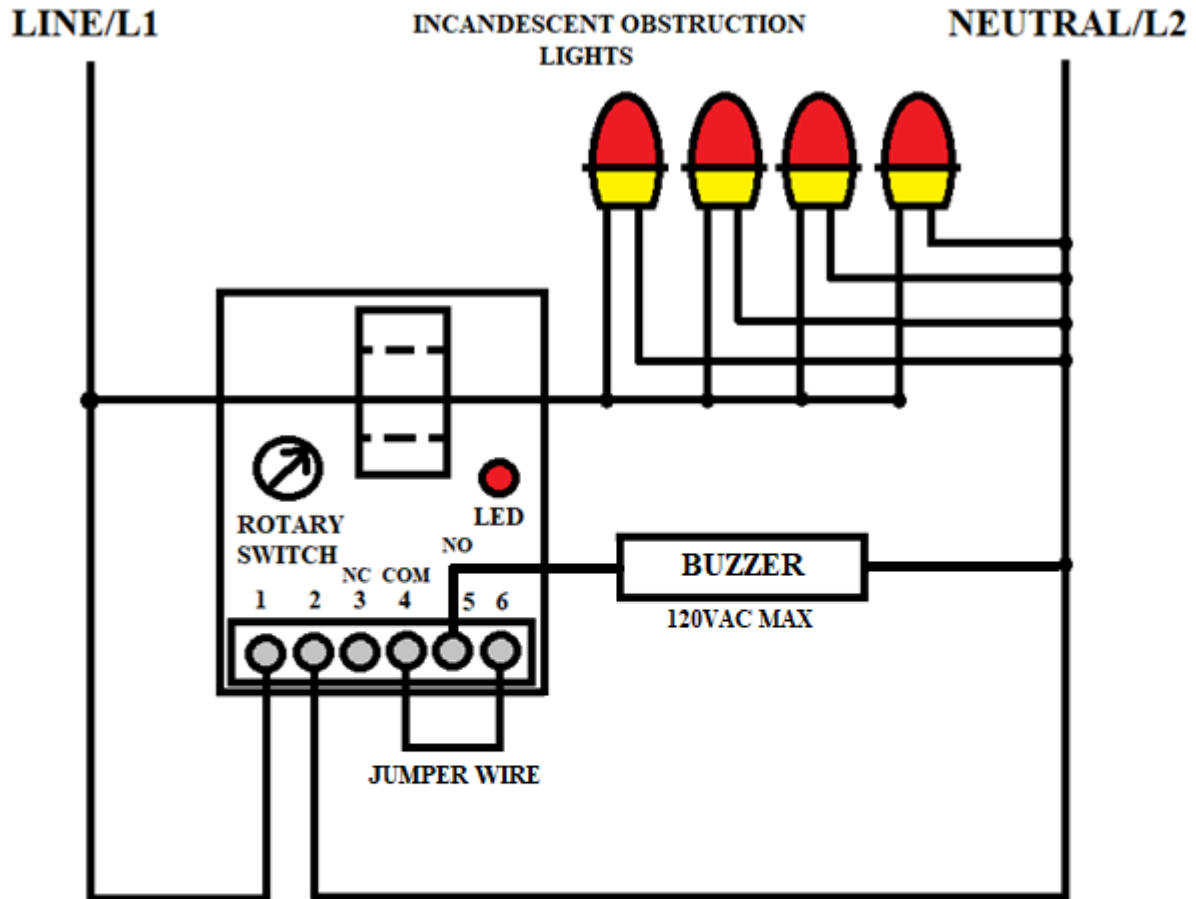 LINE/L1
INCANDESCENT OBSTRUCTION
LIGHTS
NEUTRAL/L2
ROTARY
SWITCH
LED
NO
NC COM
1 2 3 4 5 6
BUZZER
120VAC MAX
JUMPER WIRE